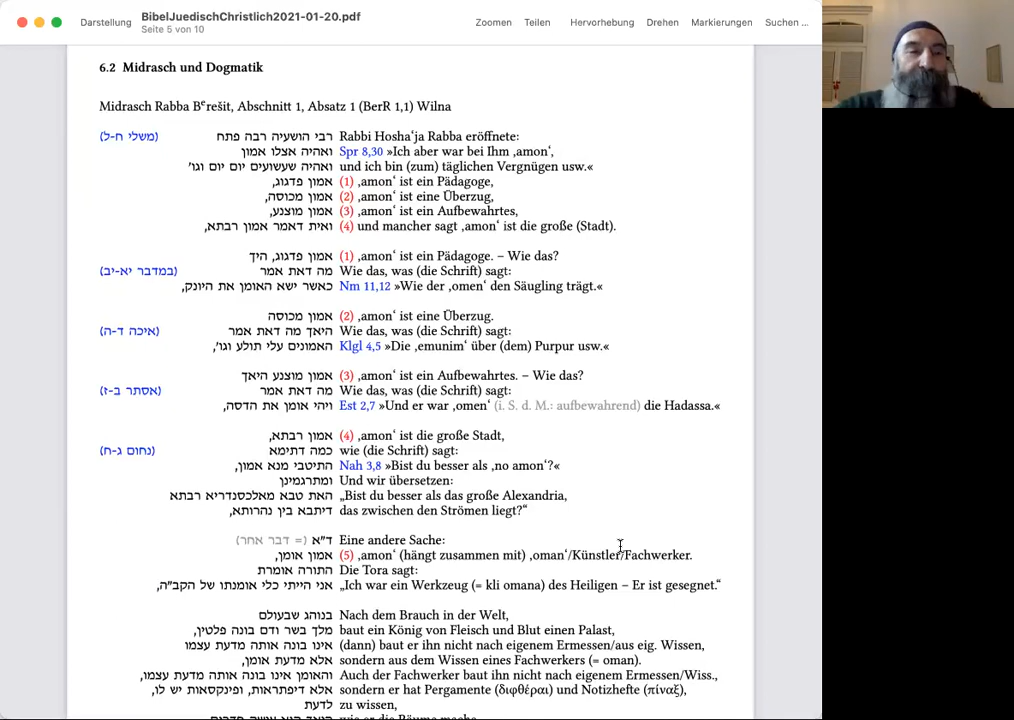 BibelJuedischChristlich2021-01-20.pdf
Seite 5 von 10
Darstellung
Zoomen Teilen Hervorhebung Drehen Markierungen Suchen ...
6.2 Midrasch und Dogmatik
Midrasch Rabba Bᵉrešit, Abschnitt 1, Absatz 1 (BerR 1,1) Wilna
(משלי ח-ל) רבי הושעיה רבה פתח Rabbi Hosha'ja Rabba eröffnete:
ואהיה אצלו אמון Spr 8,30 »Ich aber war bei Ihm ‚amon‘,
ואהיה שעשועים יום יום וגו' und ich bin (zum) täglichen Vergnügen usw.«
אמון פדגוג, (1) ‚amon‘ ist ein Pädagoge,
אמון מכוסה, (2) ‚amon‘ ist eine Überzug,
אמון מוצנע, (3) ‚amon‘ ist ein Aufbewahrtes,
ואית דאמר אמון רבתא, (4) und mancher sagt ‚amon‘ ist die große (Stadt).
אמון פדגוג, היך (1) ‚amon‘ ist ein Pädagoge. – Wie das?
(במדבר יא-יב) מה דאת אמר Wie das, was (die Schrift) sagt:
כאשר ישא האומן את היונק, Nm 11,12 »Wie der ‚omen‘ den Säugling trägt.«
אמון מכוסה (2) ‚amon‘ ist eine Überzug.
(איכה ד-ה) היאך מה דאת אמר Wie das, was (die Schrift) sagt:
האמונים עלי תולע וגו', Klgl 4,5 »Die ‚emunim‘ über (dem) Purpur usw.«
אמון מוצנע היאך (3) ‚amon‘ ist ein Aufbewahrtes. – Wie das?
(אסתר ב-ז) מה דאת אמר Wie das, was (die Schrift) sagt:
ויהי אומן את הדסה, Est 2,7 »Und er war ‚omen‘ (i. S. d. M.: aufbewahrend) die Hadassa.«
אמון רבתא, (4) ‚amon‘ ist die große Stadt,
(נחום ג-ח) כמה דתימא wie (die Schrift) sagt:
התיטבי מנא אמון, Nah 3,8 »Bist du besser als ‚no amon‘?«
ומתרגמינן Und wir übersetzen:
האת טבא מאלכסנדריא רבתא „Bist du besser als das große Alexandria,
דיתבא בין נהרותא, das zwischen den Strömen liegt?“
(= דבר אחר) ד"א Eine andere Sache:
אמון אומן, (5) ‚amon‘ (hängt zusammen mit) ‚oman‘/Künstler/Fachwerker.
התורה אומרת Die Tora sagt:
אני הייתי כלי אומנתו של הקב"ה, „Ich war ein Werkzeug (= kli omana) des Heiligen – Er ist gesegnet.“
בנוהג שבעולם Nach dem Brauch in der Welt,
מלך בשר ודם בונה פלטין, baut ein König von Fleisch und Blut einen Palast,
אינו בונה אותה מדעת עצמו (dann) baut er ihn nicht nach eigenem Ermessen/aus eig. Wissen,
אלא מדעת אומן, sondern aus dem Wissen eines Fachwerkers (= oman).
והאומן אינו בונה אותה מדעת עצמו, Auch der Fachwerker baut ihn nicht nach eigenem Ermessen/Wiss.,
אלא דיפתראות, ופינקסאות יש לו, sondern er hat Pergamente (διφθέραι) und Notizhefte (πίναξ),
לדעת zu wissen,
wie er die Räume mache